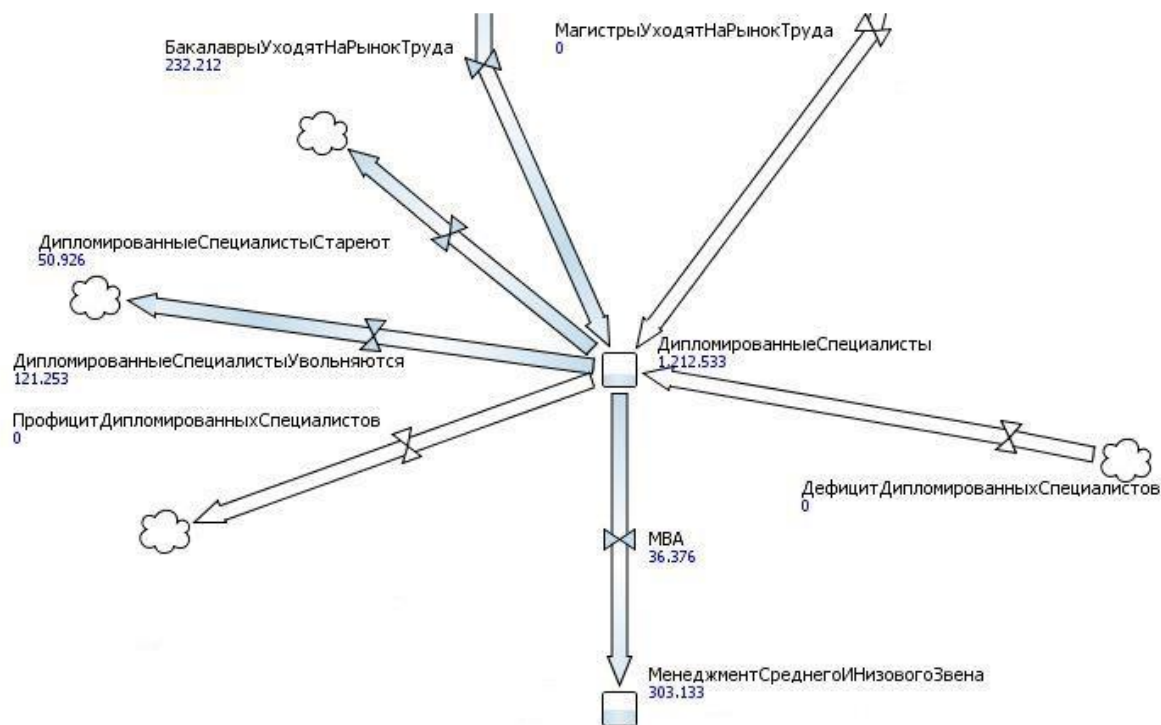 БакалаврыУходятНаРынокТруда
232.212
МагистрыУходятНаРынокТруда
0
ДипломированныеСпециалистыСтареют
50.926
ДипломированныеСпециалистыУвольняются
121.253
ДипломированныеСпециалисты
1,212.533
ПрофицитДипломированныхСпециалистов
0
ДефицитДипломированныхСпециалистов
0
МВА
36.376
МенеджментСреднегоИНизовогоЗвена
303.133